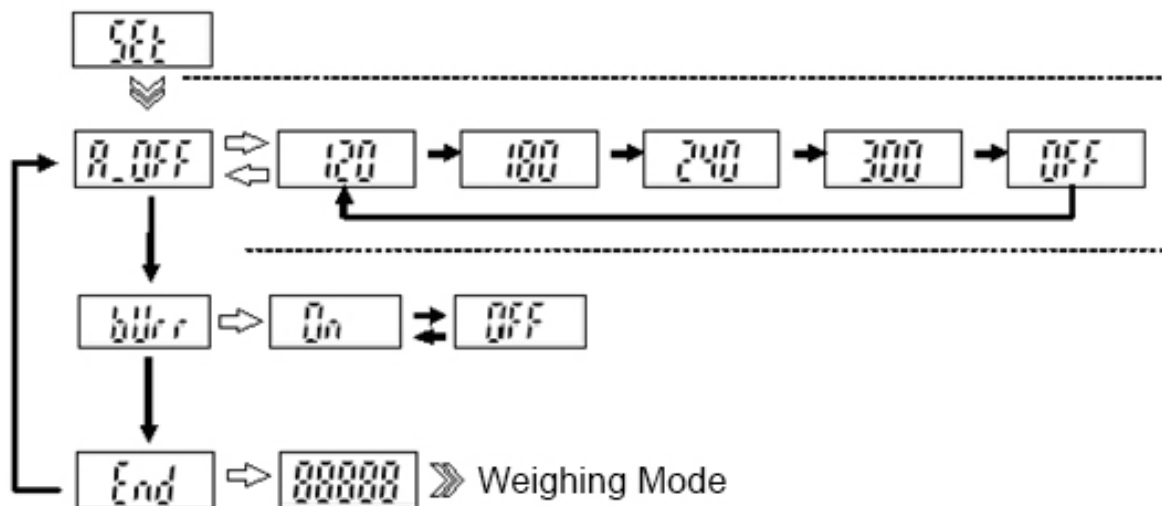 SEt
A_OFF 120 180 240 300 OFF
bUrr On OFF
End 88888 Weighing Mode